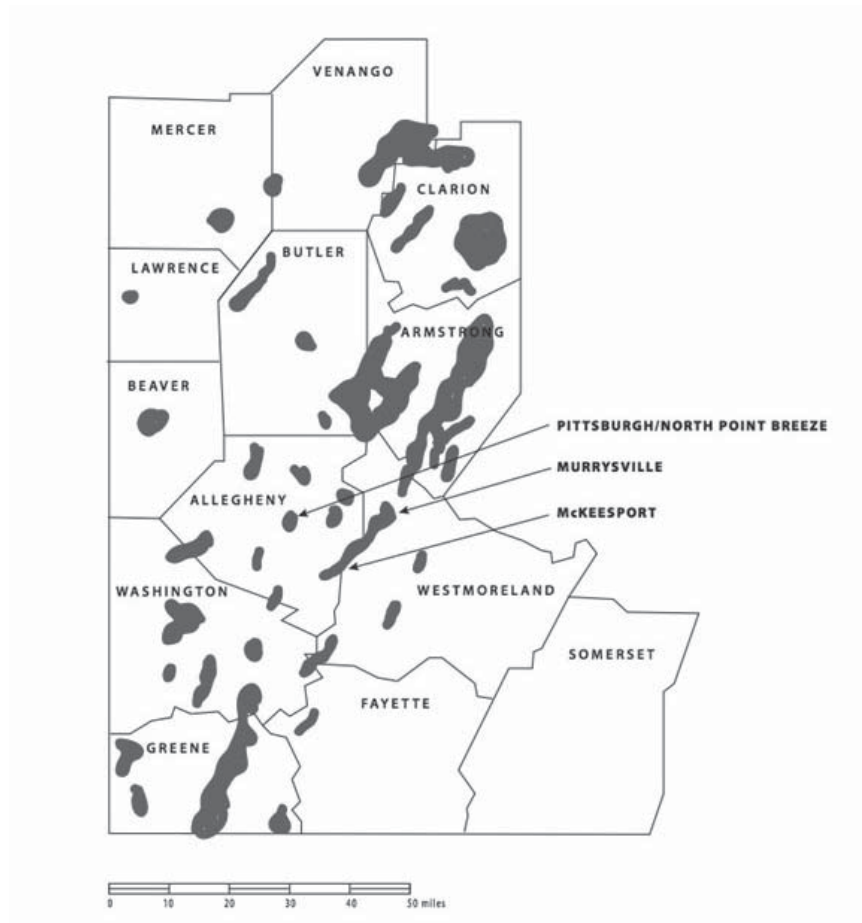 VENANGO
MERCER
CLARION
BUTLER
LAWRENCE
ARMSTRONG
BEAVER
PITTSBURGH/NORTH POINT BREEZE
MURRYSVILLE
ALLEGHENY
McKEESPORT
WASHINGTON
WESTMORELAND
SOMERSET
FAYETTE
GREENE
0 10 20 30 40 50 miles